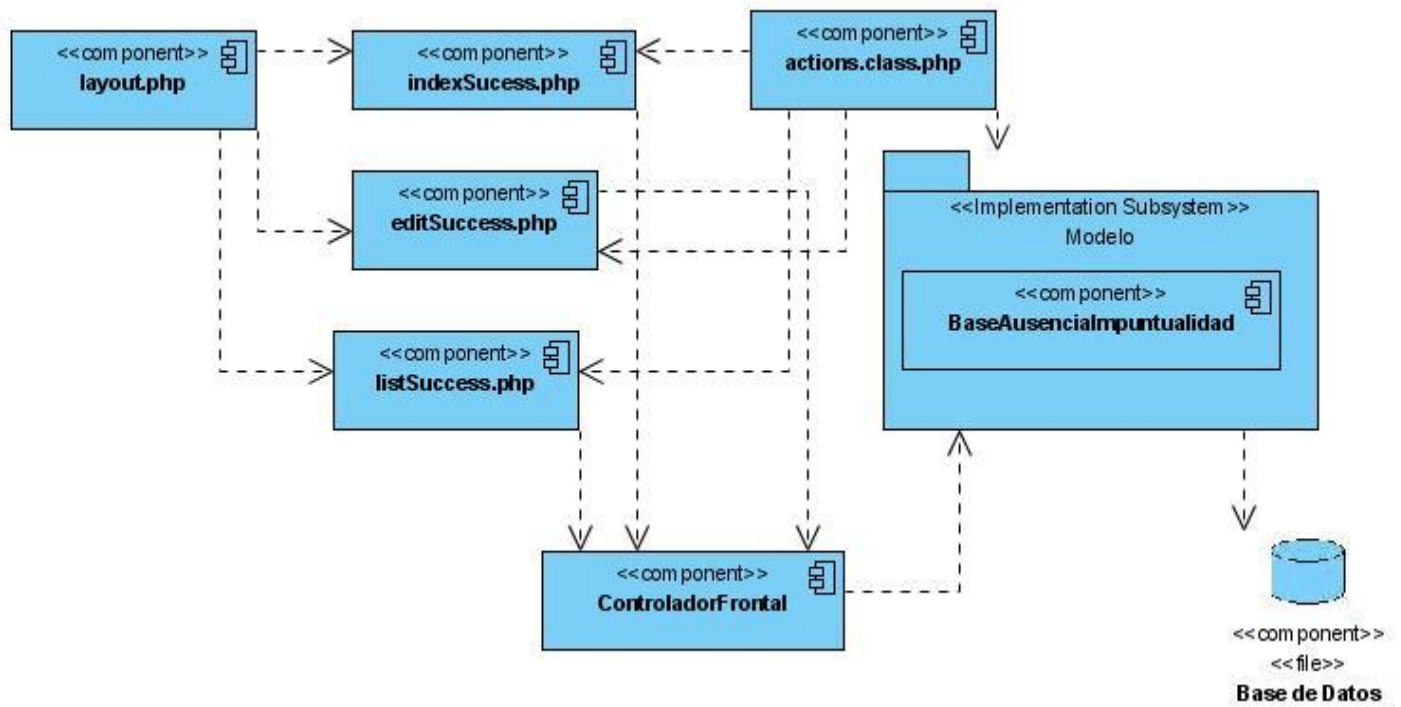 <<component>>
layout.php
<<component>>
indexSucess.php
<<component>>
actions.class.php
<<component>>
editSuccess.php
<<Implementation Subsystem>>
Modelo
<<component>>
BaseAusenciaImpuntualidad
<<component>>
listSuccess.php
<<component>>
ControladorFrontal
<<component>>
<<file>>
Base de Datos